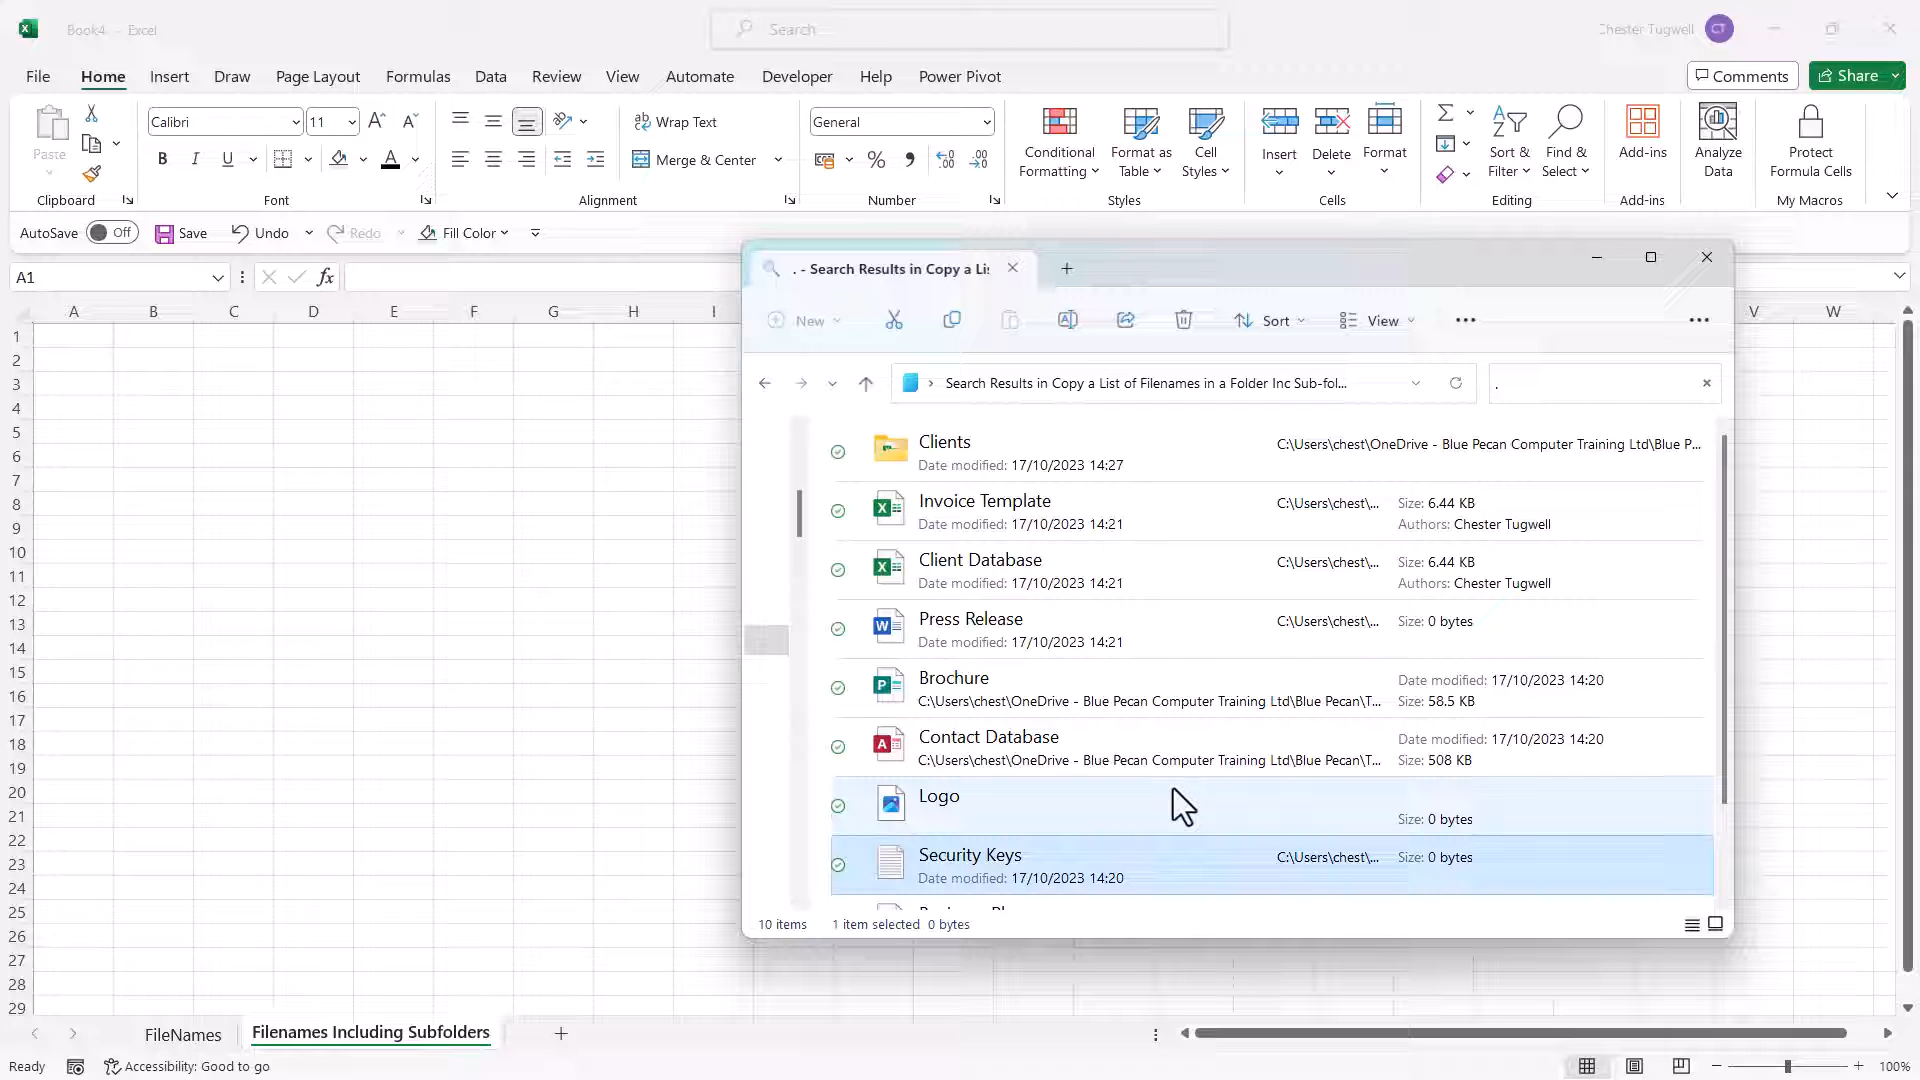 Book4 - Excel
Search
Chester Tugwell
CT
File Home Insert Draw Page Layout Formulas Data Review View Automate Developer Help Power Pivot
Comments
Share
Paste
Calibri
11
Wrap Text
Merge & Center
General
Conditional
Formatting
Format as
Table
Cell
Styles
Insert
Delete
Format
Sort &
Filter
Find &
Select
Add-ins
Analyze
Data
Protect
Formula Cells
Clipboard
Font
Alignment
Number
Styles
Cells
Editing
Add-ins
My Macros
AutoSave Off Save Undo Redo Fill Color
A1
fx
A B C D E F G H I V W
1
2
3
4
5
6
7
8
9
10
11
12
13
14
15
16
17
18
19
20
21
22
23
24
25
26
27
28
29
. - Search Results in Copy a Li
New
Sort
View
Search Results in Copy a List of Filenames in a Folder Inc Sub-fol...
.
Clients
C:\Users\chest\OneDrive - Blue Pecan Computer Training Ltd\Blue P...
Date modified: 17/10/2023 14:27
Invoice Template
C:\Users\chest\...
Size: 6.44 KB
Date modified: 17/10/2023 14:21
Authors: Chester Tugwell
Client Database
C:\Users\chest\...
Size: 6.44 KB
Date modified: 17/10/2023 14:21
Authors: Chester Tugwell
Press Release
C:\Users\chest\...
Size: 0 bytes
Date modified: 17/10/2023 14:21
Brochure
Date modified: 17/10/2023 14:20
C:\Users\chest\OneDrive - Blue Pecan Computer Training Ltd\Blue Pecan\T...
Size: 58.5 KB
Contact Database
Date modified: 17/10/2023 14:20
C:\Users\chest\OneDrive - Blue Pecan Computer Training Ltd\Blue Pecan\T...
Size: 508 KB
Logo
Size: 0 bytes
Security Keys
C:\Users\chest\...
Size: 0 bytes
Date modified: 17/10/2023 14:20
10 items 1 item selected 0 bytes
FileNames
Filenames Including Subfolders
Ready
Accessibility: Good to go
100%